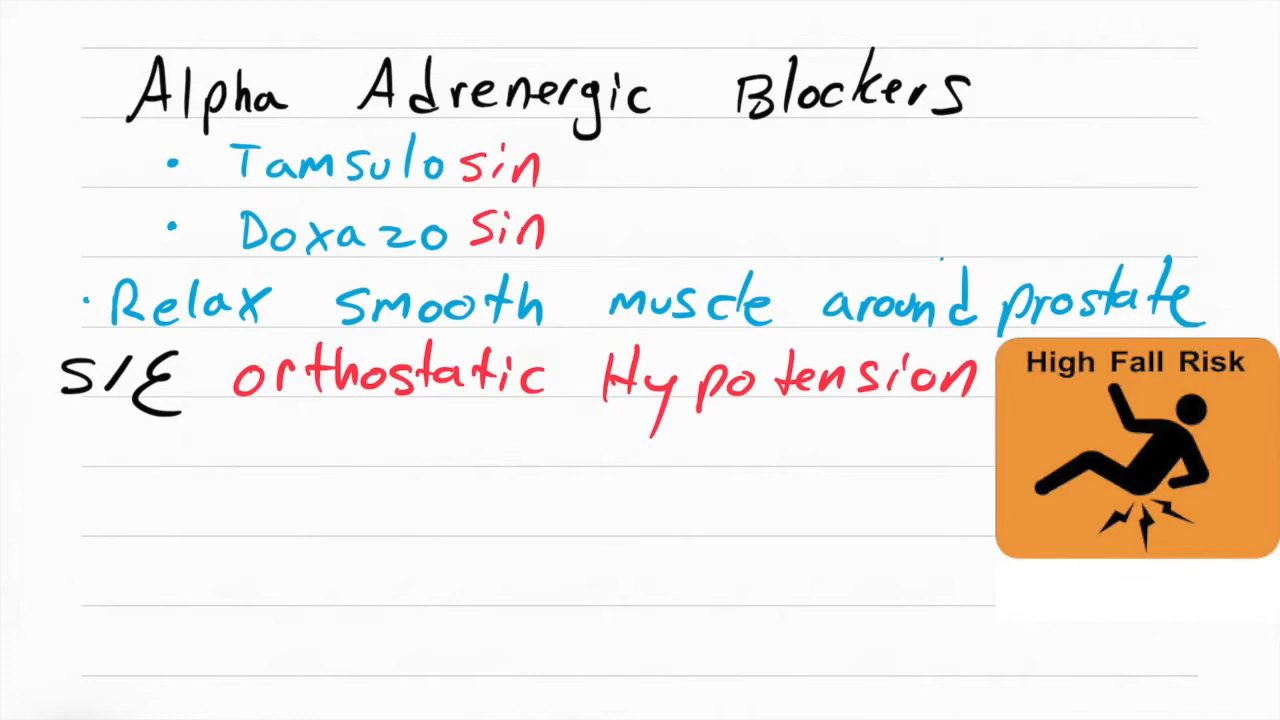 Alpha Adrenergic Blockers
• Tamsulosin
• Doxazosin
• Relax smooth muscle around prostate
S/E orthostatic Hypotension
High Fall Risk